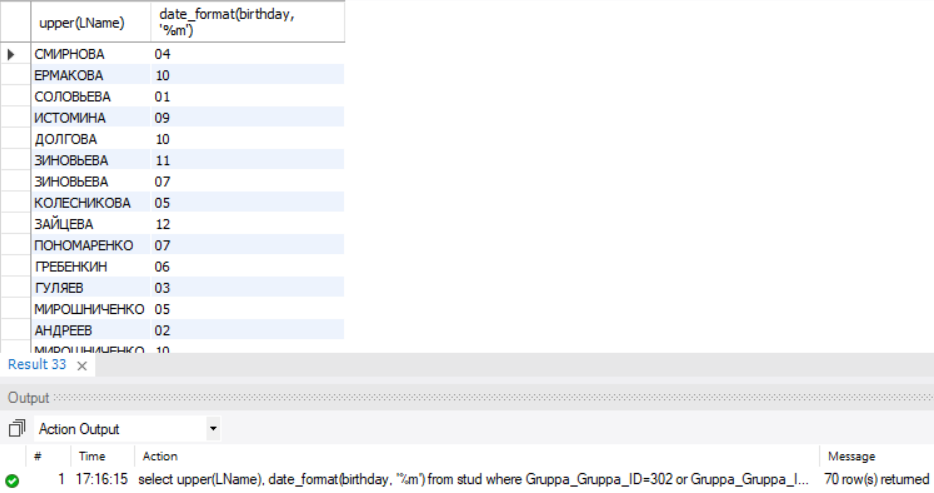 upper(LName) date_format(birthday, '%m')
СМИРНОВА 04
ЕРМАКОВА 10
СОЛОВЬЕВА 01
ИСТОМИНА 09
ДОЛГОВА 10
ЗИНОВЬЕВА 11
ЗИНОВЬЕВА 07
КОЛЕСНИКОВА 05
ЗАЙЦЕВА 12
ПОНОМАРЕНКО 07
ГРЕБЕНКИН 06
ГУЛЯЕВ 03
МИРОШНИЧЕНКО 05
АНДРЕЕВ 02
МИРОШНИЧЕНКО 10
Result 33 ×
Output
Action Output
# Time Action Message
1 17:16:15 select upper(LName), date_format(birthday, '%m') from stud where Gruppa_Gruppa_ID=302 or Gruppa_Gruppa_I... 70 row(s) returned